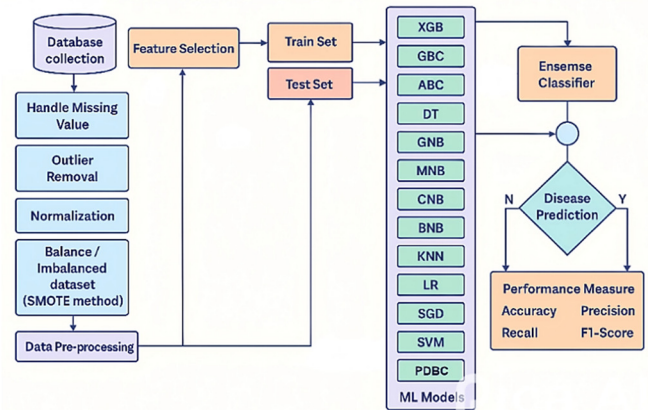 Database
collection
Handle Missing
Value
Outlier
Removal
Normalization
Balance /
Imbalanced
dataset
(SMOTE method)
Data Pre-processing
Feature Selection
Train Set
Test Set
XGB
GBC
ABC
DT
GNB
MNB
CNB
BNB
KNN
LR
SGD
SVM
PDBC
ML Models
Ensemse
Classifier
N
Disease
Prediction
Y
Performance Measure
Accuracy Precision
Recall F1-Score